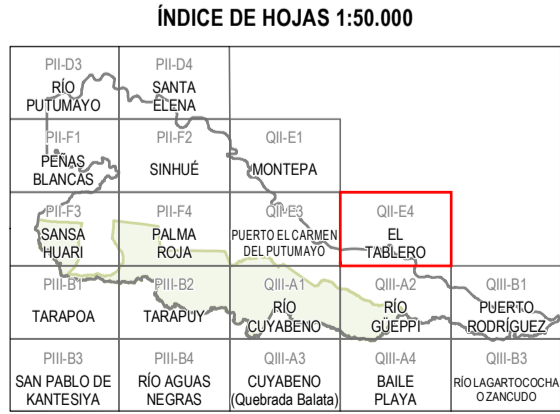 ÍNDICE DE HOJAS 1:50.000
PII-D3
RÍO
PUTUMAYO
PII-D4
SANTA
ELENA
PII-F1
PEÑAS
BLANCAS
PII-F2
SINHUÉ
QII-E1
MONTEPA
PII-F3
SANSA
HUARI
PII-F4
PALMA
ROJA
QII-E3
PUERTO EL CARMEN
DEL PUTUMAYO
QII-E4
EL
TABLERO
PIII-B1
TARAPOA
PIII-B2
TARAPUY
QIII-A1
RÍO
CUYABENO
QIII-A2
RÍO
GÜEPPI
QIII-B1
PUERTO
RODRÍGUEZ
PIII-B3
SAN PABLO DE
KANTESIYA
PIII-B4
RÍO AGUAS
NEGRAS
QIII-A3
CUYABENO
(Quebrada Balata)
QIII-A4
BAILE
PLAYA
QIII-B3
RÍO LAGARTOCOCHA
O ZANCUDO